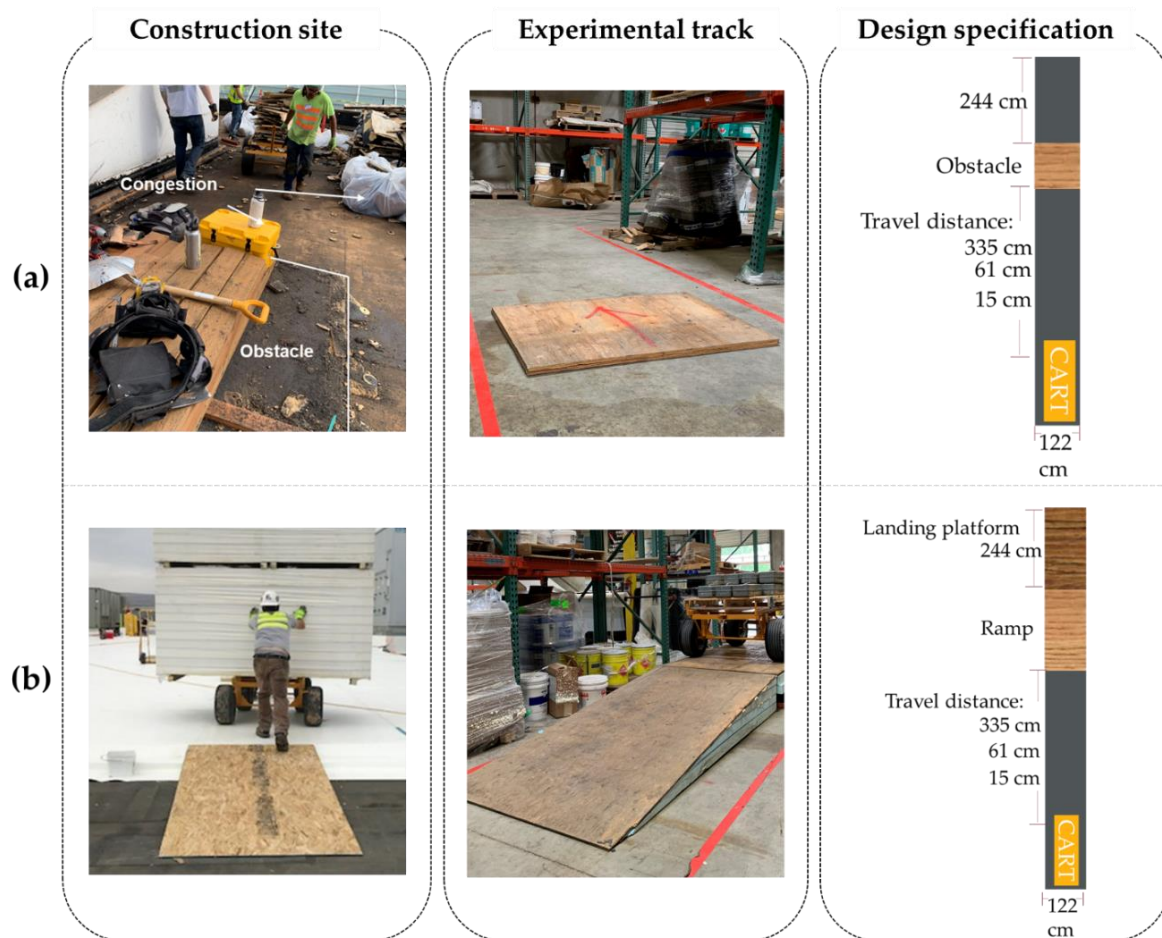 Construction site
Experimental track
Design specification
(a)
Congestion
Obstacle
244 cm
Obstacle
Travel distance:
335 cm
61 cm
15 cm
CART
122
cm
(b)
Landing platform
244 cm
Ramp
Travel distance:
335 cm
61 cm
15 cm
CART
122
cm